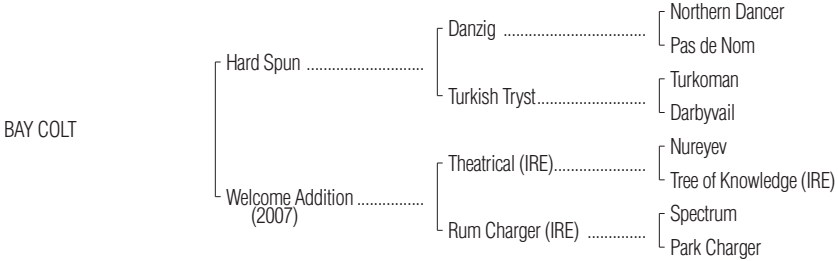 Northern Dancer
Danzig ..................................
Pas de Nom
Hard Spun ............................
Turkoman
Turkish Tryst..........................
Darbyvail
BAY COLT
Nureyev
Theatrical (IRE)......................
Tree of Knowledge (IRE)
Welcome Addition ................
(2007)
Spectrum
Rum Charger (IRE) ..............
Park Charger